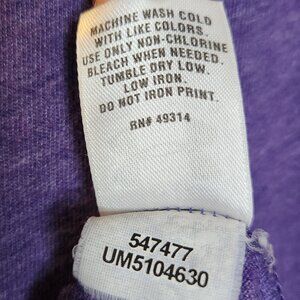 MACHINE WASH COLD
WITH LIKE COLORS.
USE ONLY NON-CHLORINE
BLEACH WHEN NEEDED.
TUMBLE DRY LOW.
LOW IRON.
DO NOT IRON PRINT.
RN# 49314
547477
UM5104630